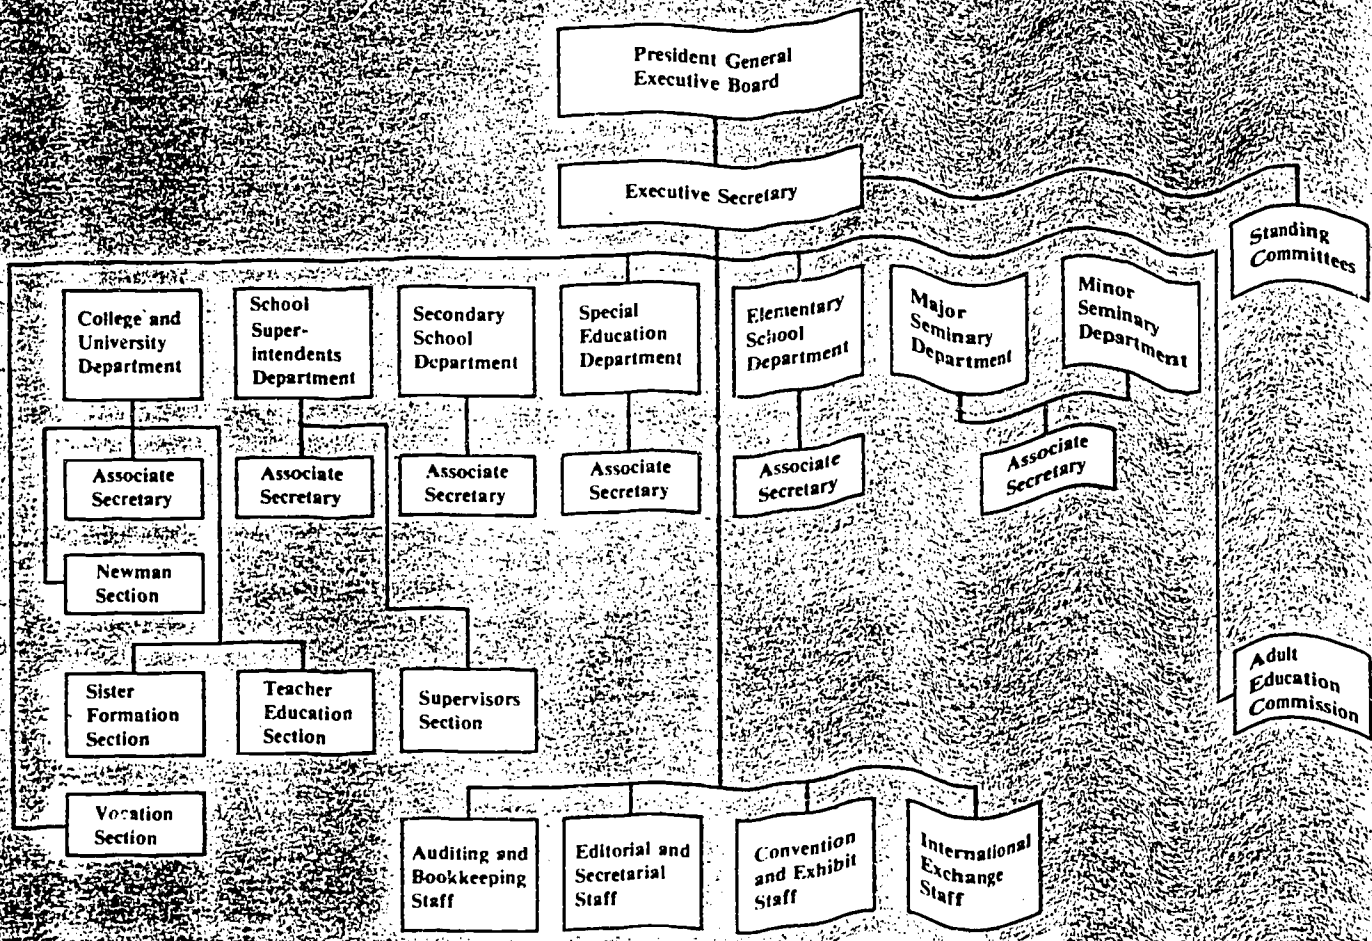 President General
Executive Board
Executive Secretary
Standing
Committees
College and
University
Department
School
Super-
intendents
Department
Secondary
School
Department
Special
Education
Department
Elementary
School
Department
Major
Seminary
Department
Minor
Seminary
Department
Associate
Secretary
Associate
Secretary
Associate
Secretary
Associate
Secretary
Associate
Secretary
Associate
Secretary
Newman
Section
Sister
Formation
Section
Teacher
Education
Section
Supervisors
Section
Adult
Education
Commission
Vocation
Section
Auditing and
Bookkeeping
Staff
Editorial and
Secretarial
Staff
Convention
and Exhibit
Staff
International
Exchange
Staff